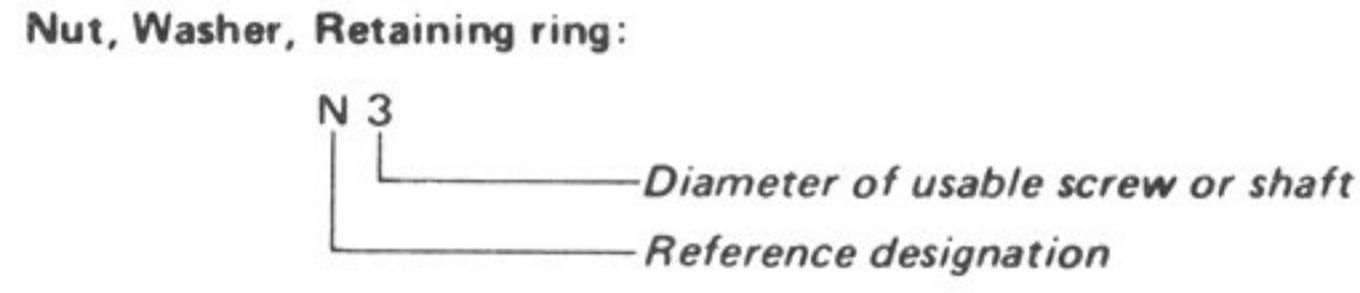 Nut, Washer, Retaining ring:
N 3
Diameter of usable screw or shaft
Reference designation